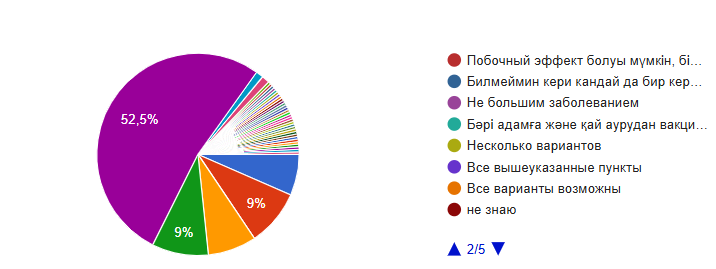 52,5%
9%
9%
Побочный эффект болуы мүмкін, бі...
Билмеймин кери кандай да бир кер...
Не большим заболеванием
Бәрі адамға және қай аурудан вакци...
Несколько вариантов
Все вышеуказанные пункты
Все варианты возможны
не знаю
2/5